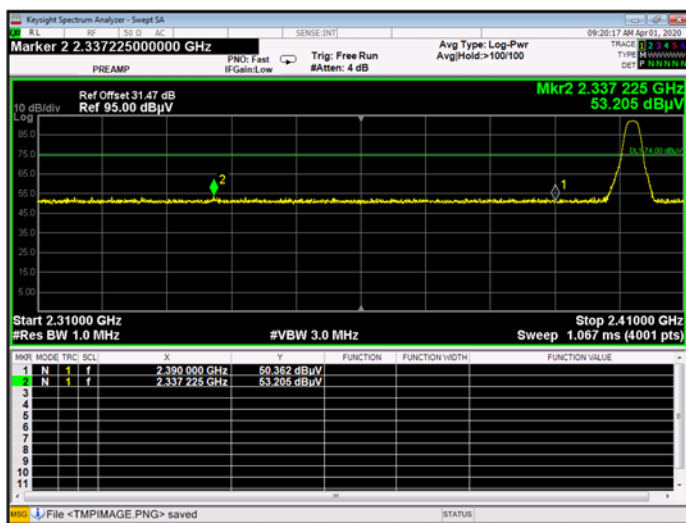 Keysight Spectrum Analyzer - Swept SA
RL RF 50 Ω AC SENSE:INT 09:20:17 AM Apr 01, 2020
Marker 2 2.337225000000 GHz
PNO: Fast
IFGain:Low
Trig: Free Run
#Atten: 4 dB
Avg Type: Log-Pwr
Avg|Hold:>100/100
TRACE 1 2 3 4 5 6
TYPE M W W W W W
DET P N N N N N
PREAMP
Mkr2 2.337 225 GHz
53.205 dBµV
Ref Offset 31.47 dB
10 dB/div Ref 95.00 dBµV
Log
85.0
75.0
DL1 74.00 dBµV
65.0
55.0
45.0
35.0
25.0
15.0
5.00
2
1
Start 2.31000 GHz Stop 2.41000 GHz
#Res BW 1.0 MHz #VBW 3.0 MHz Sweep 1.067 ms (4001 pts)
MKR MODE TRC SCL X Y FUNCTION FUNCTION WIDTH FUNCTION VALUE
1 N 1 f 2.390 000 GHz 50.362 dBµV
2 N 1 f 2.337 225 GHz 53.205 dBµV
3
4
5
6
7
8
9
10
11
MSG File <TMPIMAGE.PNG> saved STATUS